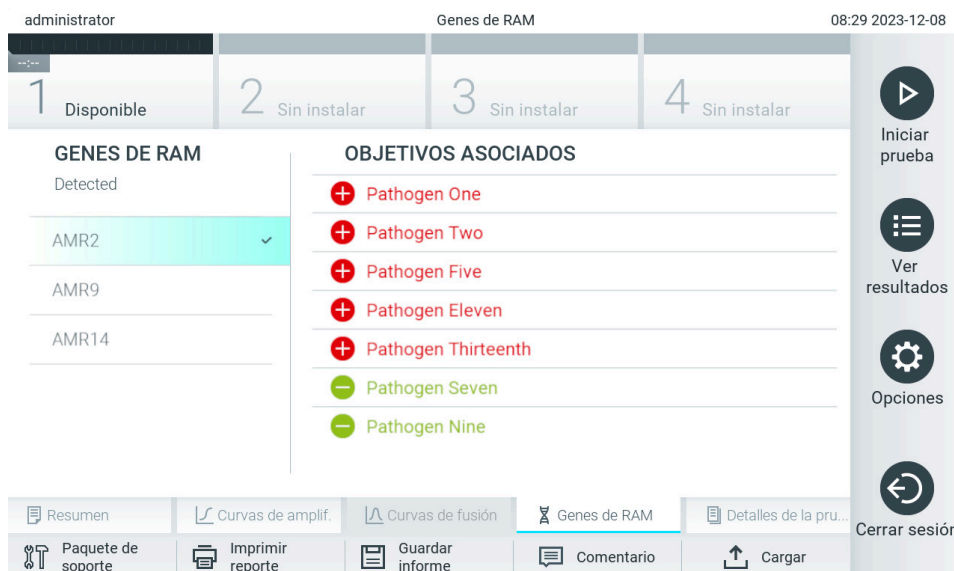 administrator
Genes de RAM
08:29 2023-12-08
--:--
1 Disponible
2 Sin instalar
3 Sin instalar
4 Sin instalar
GENES DE RAM
Detected
AMR2
AMR9
AMR14
OBJETIVOS ASOCIADOS
Pathogen One
Pathogen Two
Pathogen Five
Pathogen Eleven
Pathogen Thirteenth
Pathogen Seven
Pathogen Nine
Iniciar
prueba
Ver
resultados
Opciones
Cerrar sesión
Resumen
Curvas de amplif.
Curvas de fusión
Genes de RAM
Detalles de la pru...
Paquete de
soporte
Imprimir
reporte
Guardar
informe
Comentario
Cargar